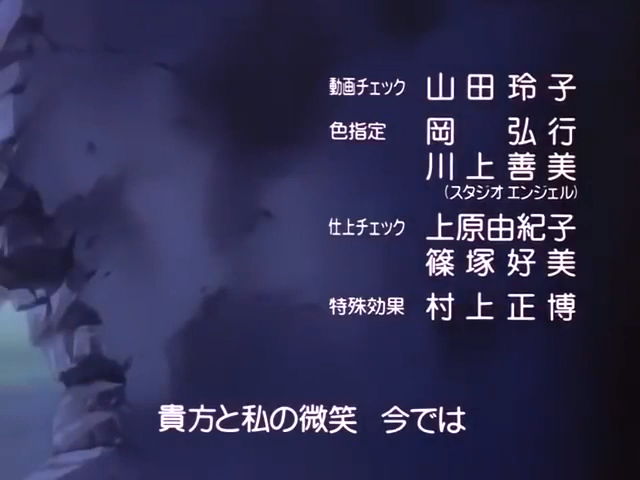 動画チェック 山田玲子
色指定 岡 弘行
川上善美
(スタジオ エンジェル)
仕上チェック 上原由紀子
篠塚好美
特殊効果 村上正博
貴方と私の微笑 今では